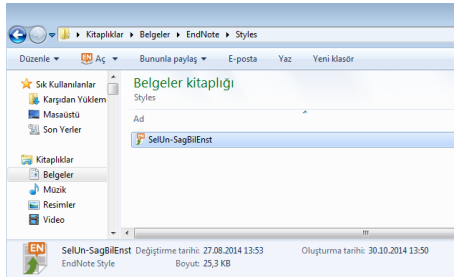 Kitaplıklar ▸ Belgeler ▸ EndNote ▸ Styles
Düzenle Aç Bununla paylaş E-posta Yaz Yeni klasör
Sık Kullanılanlar
Karşıdan Yüklem
Masaüstü
Son Yerler
Kitaplıklar
Belgeler
Müzik
Resimler
Video
Belgeler kitaplığı
Styles
Ad
SelUn-SagBilEnst
EN
SelUn-SagBilEnst Değiştirme tarihi: 27.08.2014 13:53 Oluşturma tarihi: 30.10.2014 13:50
EndNote Style Boyut: 25,3 KB